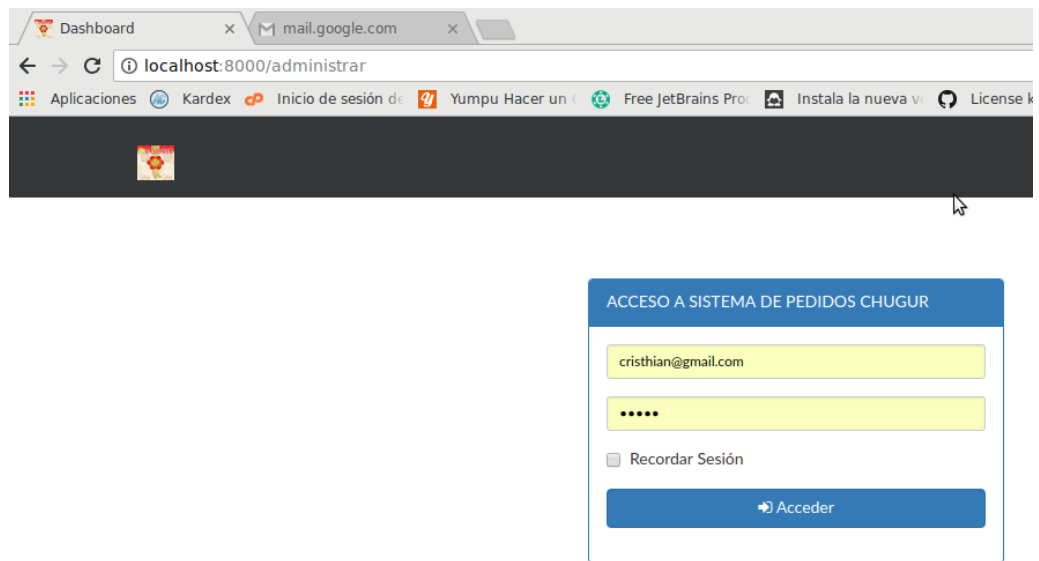 Dashboard
mail.google.com
localhost:8000/administrar
Aplicaciones
Kardex
Inicio de sesión de
Yumpu Hacer un
Free JetBrains Pro
Instala la nueva v
License k
ACCESO A SISTEMA DE PEDIDOS CHUGUR
cristhian@gmail.com
•••••
Recordar Sesión
Acceder